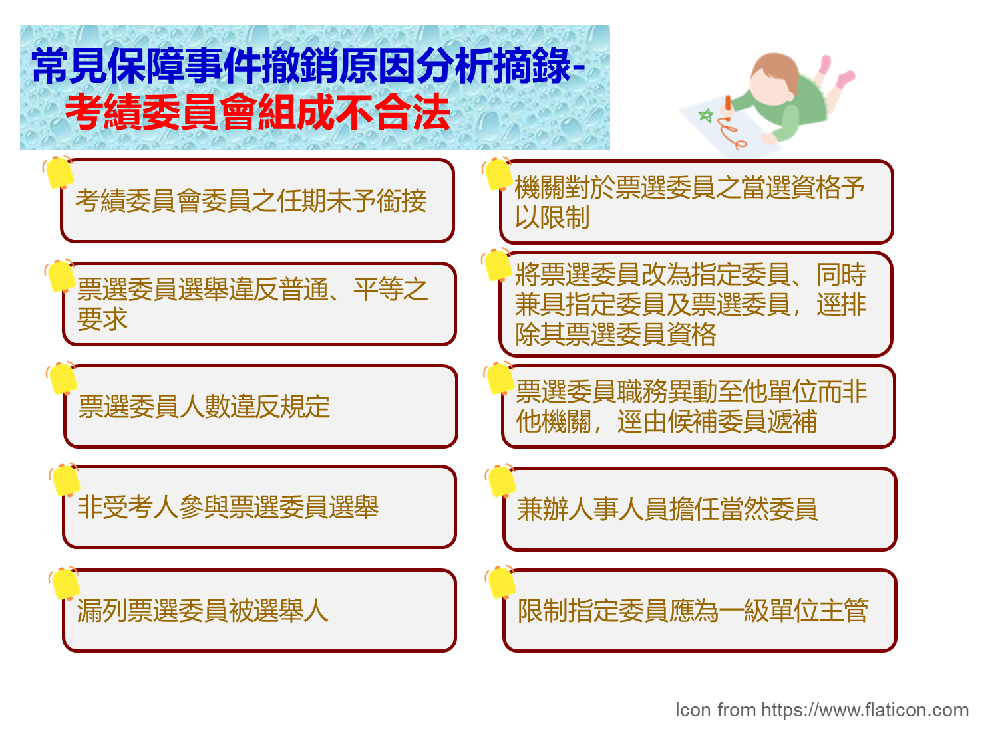 常見保障事件撤銷原因分析摘錄-
考績委員會組成不合法
考績委員會委員之任期未予銜接
票選委員選舉違反普通、平等之
要求
票選委員人數違反規定
非受考人參與票選委員選舉
漏列票選委員被選舉人
機關對於票選委員之當選資格予
以限制
將票選委員改為指定委員、同時
兼具指定委員及票選委員，逕排
除其票選委員資格
票選委員職務異動至他單位而非
他機關，逕由候補委員遞補
兼辦人事人員擔任當然委員
限制指定委員應為一級單位主管
Icon from https://www.flaticon.com